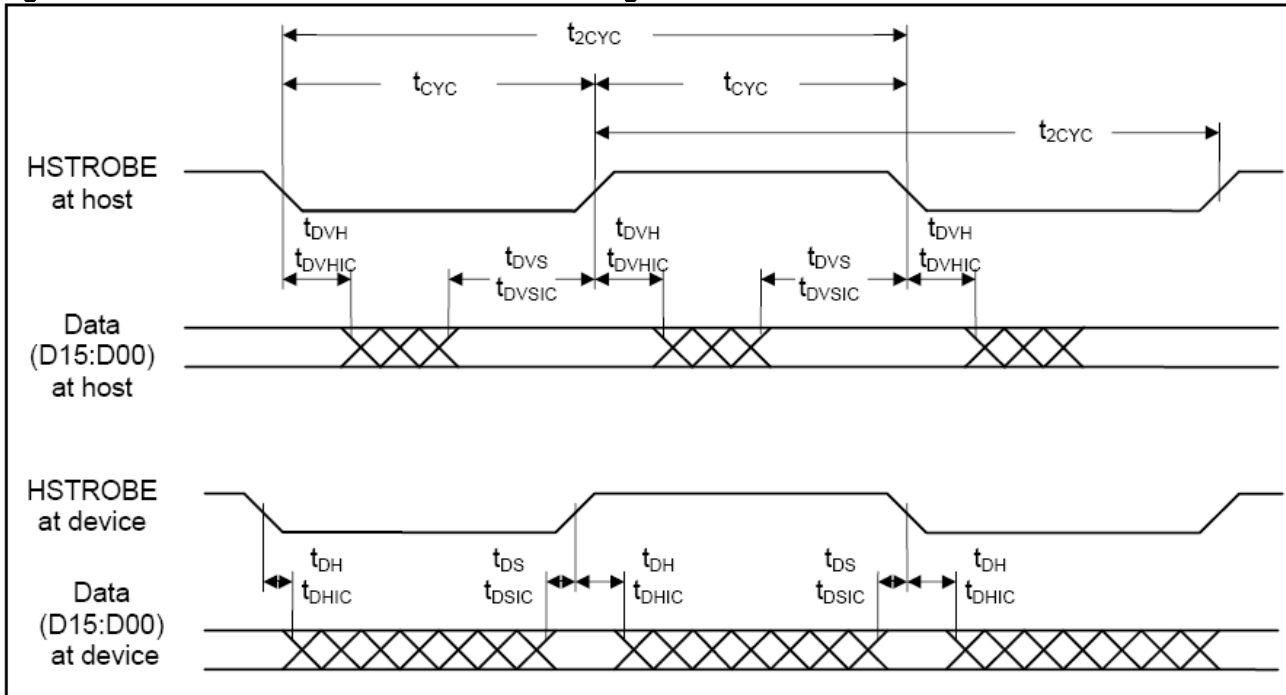 t2CYC
tCYC tCYC
t2CYC
HSTROBE
at host
tDVH tDVH tDVH
tDVHIC tDVS tDVHIC tDVS tDVHIC
tDVSIC tDVSIC
Data
(D15:D00)
at host
HSTROBE
at device
tDH tDS tDH tDS tDH
tDHIC tDSIC tDHIC tDSIC tDHIC
Data
(D15:D00)
at device